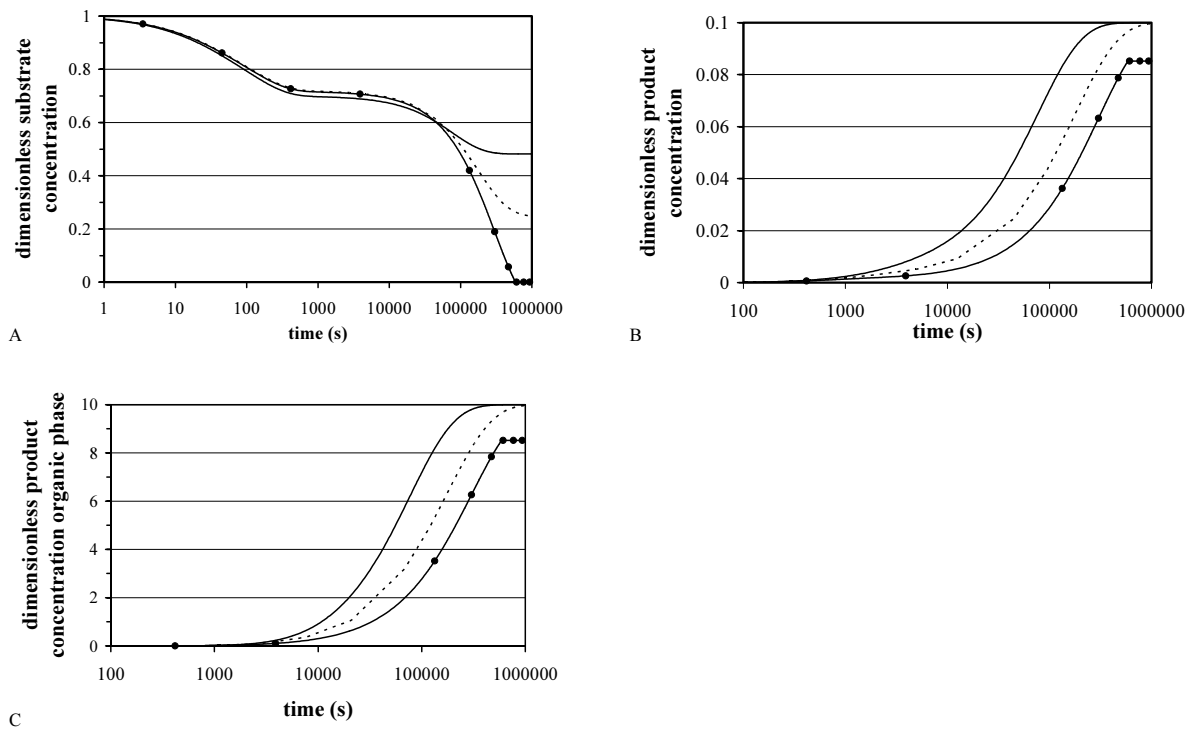 dimensionless substrate
concentration
1
0.8
0.6
0.4
0.2
0
1 10 100 1000 10000 100000 1000000
time (s)
A
dimensionless product
concentration
0.1
0.08
0.06
0.04
0.02
0
100 1000 10000 100000 1000000
time (s)
B
dimensionless product
concentration organic phase
10
8
6
4
2
0
100 1000 10000 100000 1000000
time (s)
C